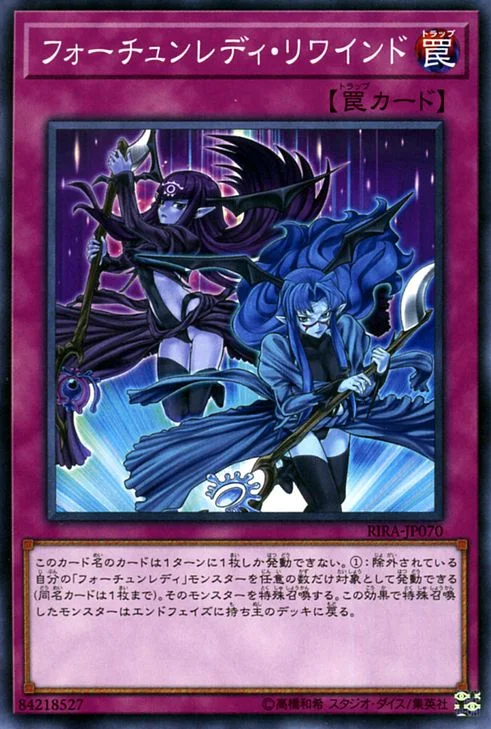 フォーチュンレディ・リワインド
罠
トラップ
【罠カード】
トラップ
RIRA-JP070
このカード名のカードは1ターンに1枚しか発動できない。①:除外されている
自分の「フォーチュンレディ」モンスターを任意の数だけ対象として発動できる
(同名カードは1枚まで)。そのモンスターを特殊召喚する。この効果で特殊召喚
したモンスターはエンドフェイズに持ち主のデッキに戻る。
84218527
©高橋和希 スタジオ・ダイス/集英社